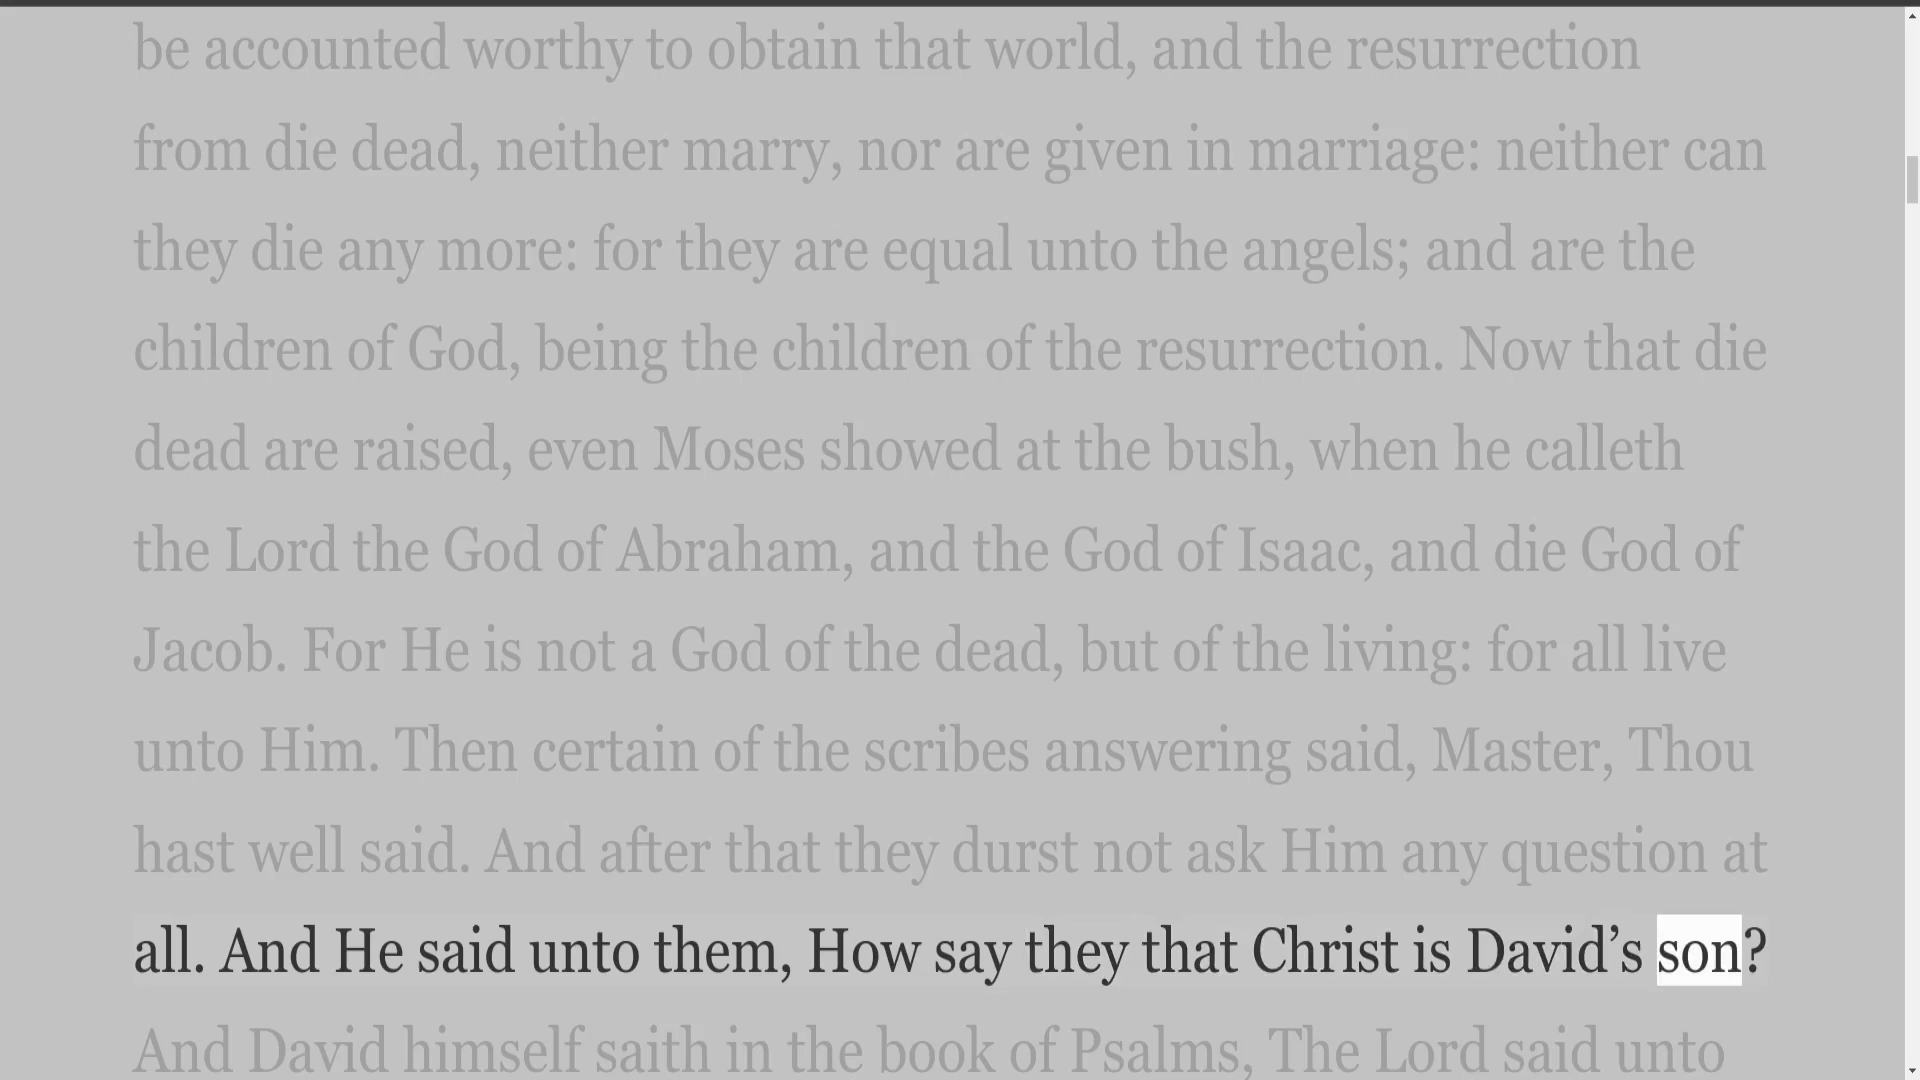 be accounted worthy to obtain that world, and the resurrection
from die dead, neither marry, nor are given in marriage: neither can
they die any more: for they are equal unto the angels; and are the
children of God, being the children of the resurrection. Now that die
dead are raised, even Moses showed at the bush, when he calleth
the Lord the God of Abraham, and the God of Isaac, and die God of
Jacob. For He is not a God of the dead, but of the living: for all live
unto Him. Then certain of the scribes answering said, Master, Thou
hast well said. And after that they durst not ask Him any question at
all. And He said unto them, How say they that Christ is David’s son?
And David himself saith in the book of Psalms, The Lord said unto